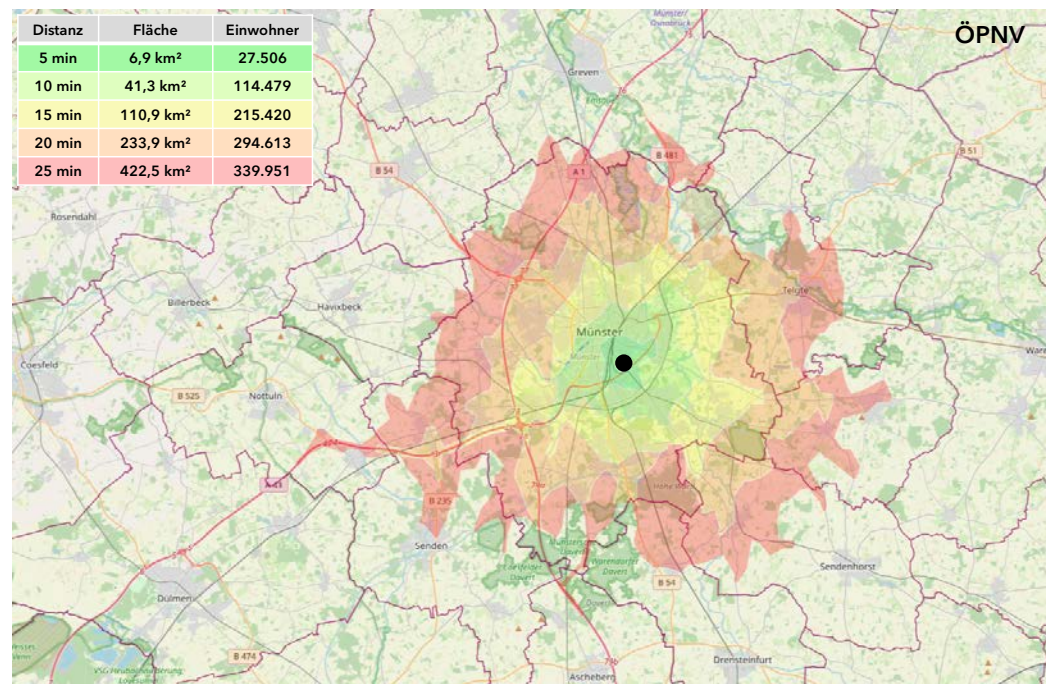 Distanz Fläche Einwohner
5 min 6,9 km² 27.506
10 min 41,3 km² 114.479
15 min 110,9 km² 215.420
20 min 233,9 km² 294.613
25 min 422,5 km² 339.951
ÖPNV
Münster/
Osnabrück
Greven
B 481
B 51
B 54
A 1
Rosendahl
Telgte
Billerbeck
Havixbeck
Münster
Münster
Coesfeld
B 525
Nottuln
A 43
B 235
Senden
Hohe Ward
Davert
B 54
Sendenhorst
Dülmen
B 474
Drensteinfurt
Ascheberg